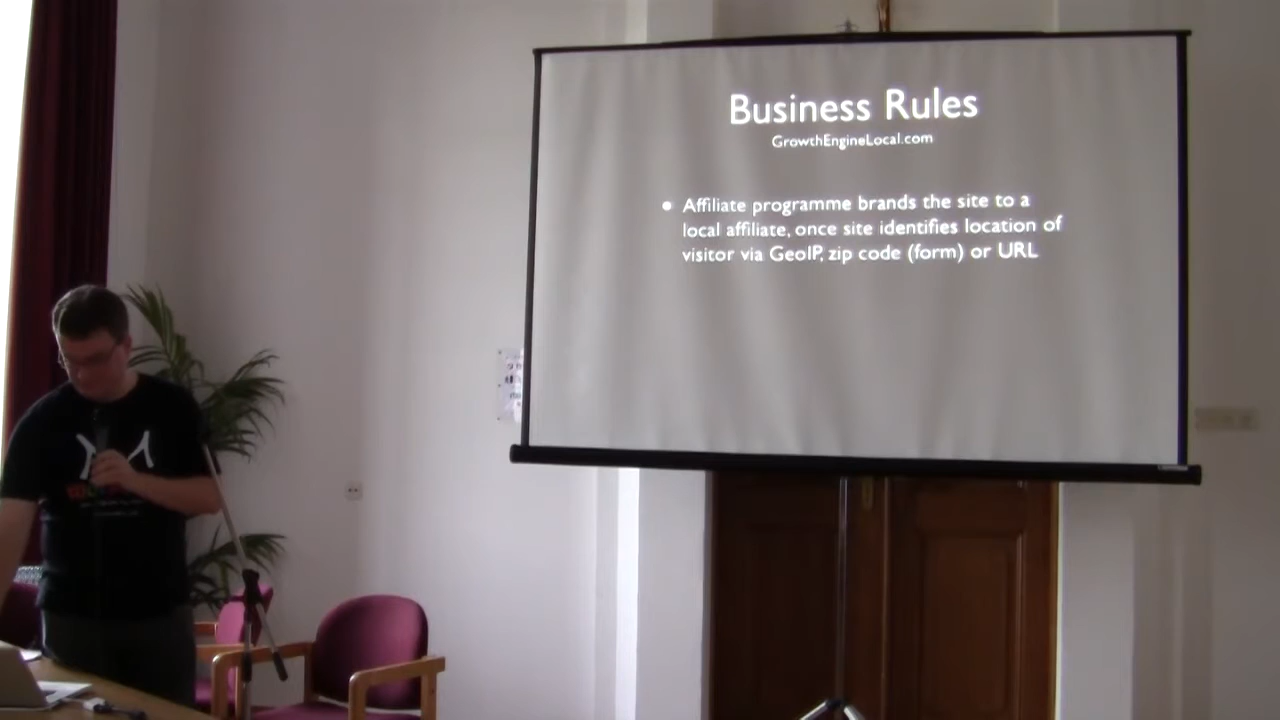 Business Rules
GrowthEngineLocal.com
• Affiliate programme brands the site to a
local affiliate, once site identifies location of
visitor via GeoIP, zip code (form) or URL